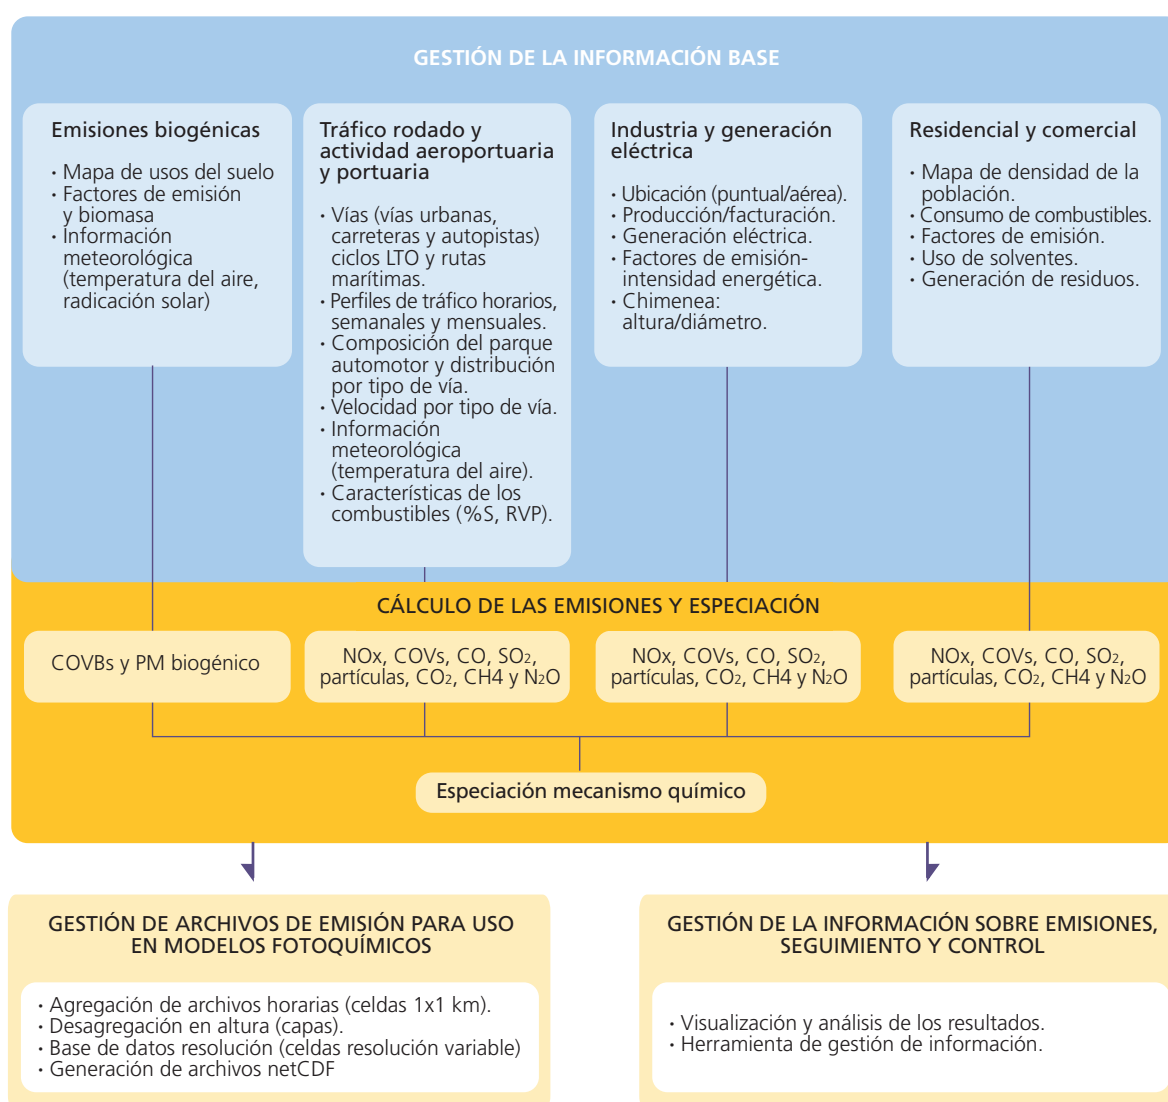 GESTIÓN DE LA INFORMACIÓN BASE
Emisiones biogénicas
· Mapa de usos del suelo
· Factores de emisión
y biomasa
· Información
meteorológica
(temperatura del aire,
radicación solar)
Tráfico rodado y
actividad aeroportuaria
y portuaria
· Vías (vías urbanas,
carreteras y autopistas)
ciclos LTO y rutas
marítimas.
· Perfiles de tráfico horarios,
semanales y mensuales.
· Composición del parque
automotor y distribución
por tipo de vía.
· Velocidad por tipo de vía.
· Información
meteorológica
(temperatura del aire).
· Características de los
combustibles (%S, RVP).
Industria y generación
eléctrica
· Ubicación (puntual/aérea).
· Producción/facturación.
· Generación eléctrica.
· Factores de emisión-
intensidad energética.
· Chimenea:
altura/diámetro.
Residencial y comercial
· Mapa de densidad de la
población.
· Consumo de combustibles.
· Factores de emisión.
· Uso de solventes.
· Generación de residuos.
CÁLCULO DE LAS EMISIONES Y ESPECIACIÓN
COVBs y PM biogénico
NOx, COVs, CO, SO₂,
partículas, CO₂, CH4 y N₂O
NOx, COVs, CO, SO₂,
partículas, CO₂, CH4 y N₂O
NOx, COVs, CO, SO₂,
partículas, CO₂, CH4 y N₂O
Especiación mecanismo químico
GESTIÓN DE ARCHIVOS DE EMISIÓN PARA USO
EN MODELOS FOTOQUÍMICOS
· Agregación de archivos horarias (celdas 1x1 km).
· Desagregación en altura (capas).
· Base de datos resolución (celdas resolución variable)
· Generación de archivos netCDF
GESTIÓN DE LA INFORMACIÓN SOBRE EMISIONES,
SEGUIMIENTO Y CONTROL
· Visualización y análisis de los resultados.
· Herramienta de gestión de información.